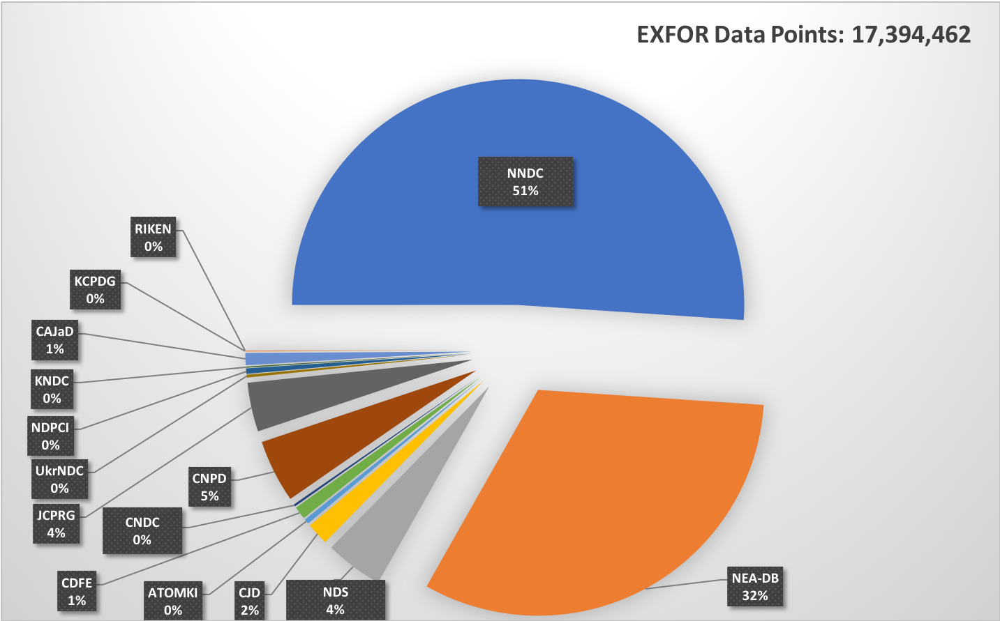 EXFOR Data Points: 17,394,462
NNDC
51%
RIKEN
0%
KCPDG
0%
CAJaD
1%
KNDC
0%
NDPCI
0%
UkrNDC
0%
JCPRG
4%
CNPD
5%
CNDC
0%
CDFE
1%
ATOMKI
0%
CJD
2%
NDS
4%
NEA-DB
32%